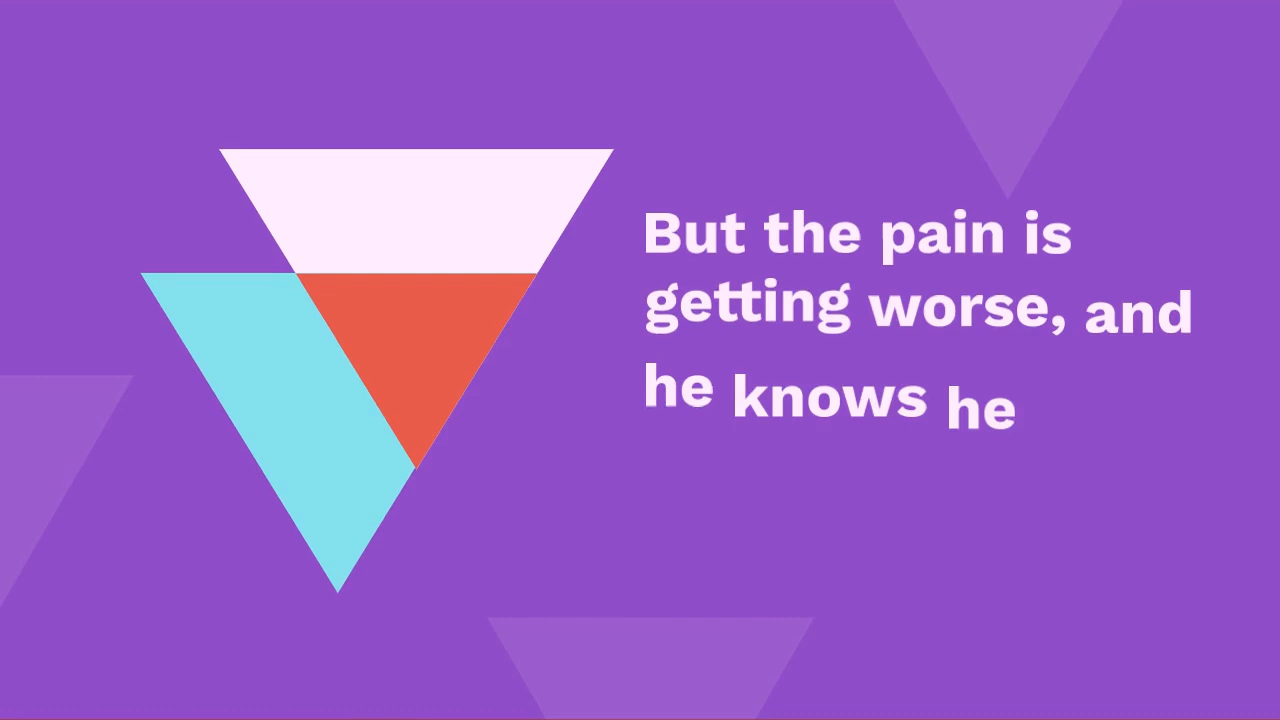 But the pain is
getting worse, and
he knows he